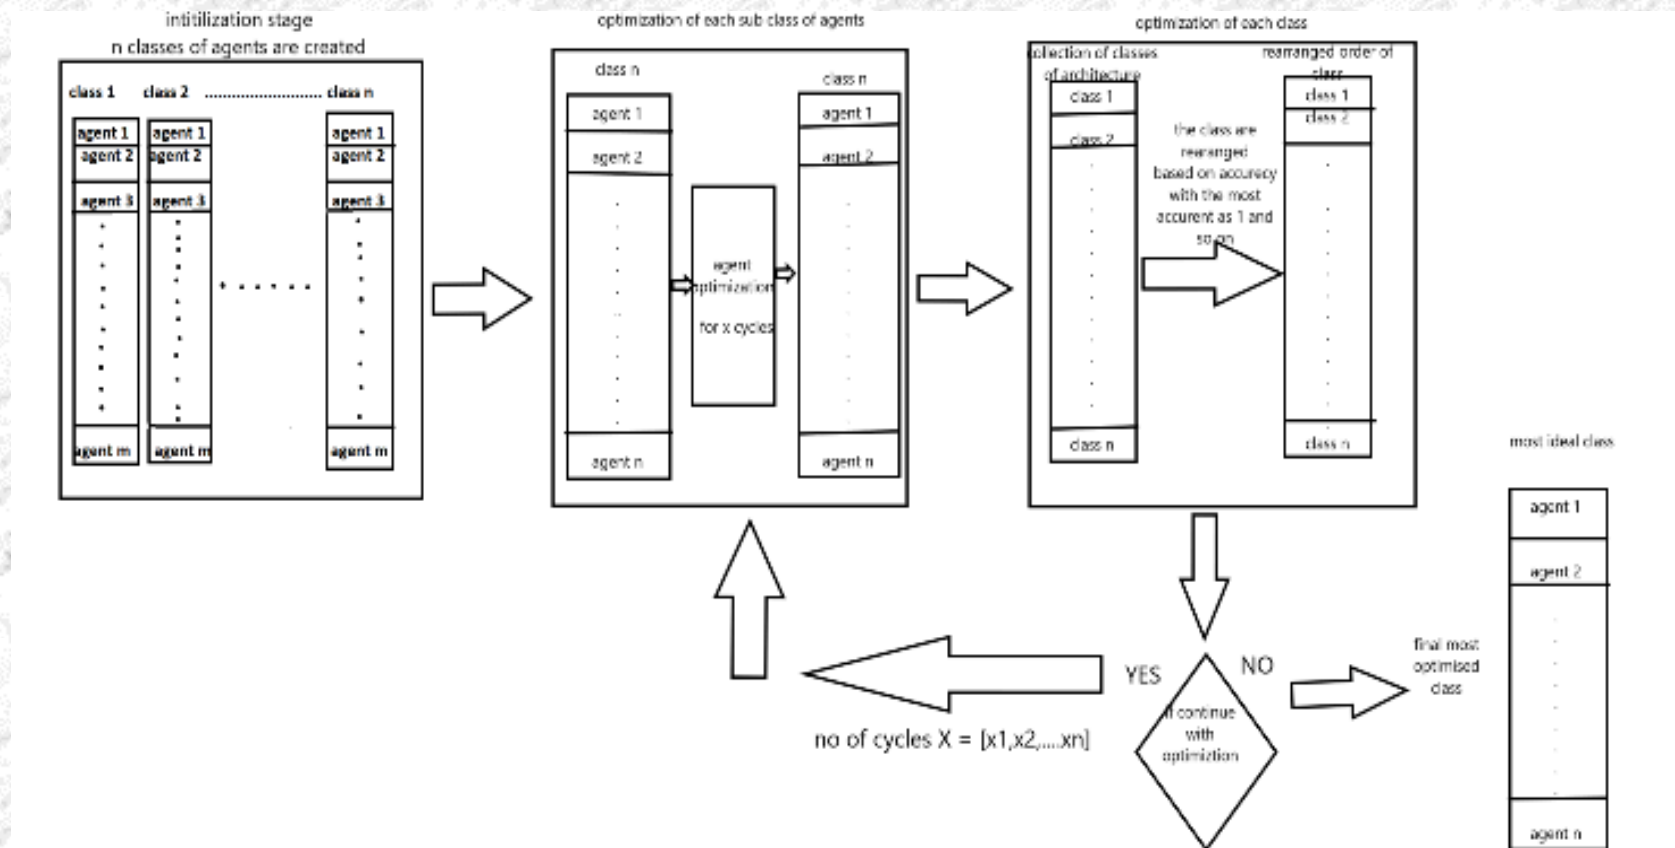 intitilization stage
n classes of agents are created
class 1 class 2 ............................ class n
agent 1 agent 1 agent 1
agent 2 agent 2 agent 2
agent 3 agent 3 agent 3
agent m agent m agent m
optimization of each sub class of agents
class n
agent 1
agent 2
agent n
agent
optimization
for x cycles
class n
agent 1
agent 2
agent n
optimization of each class
collection of classes
of architecture
class 1
class 2
class n
the class are
rearanged
based on accurecy
with the most
accurent as 1 and
so on
rearranged order of
class
class 1
class 2
class n
YES
NO
if continue
with
optimiztion
no of cycles X = [x1,x2,....xn]
final most
optimised
class
most ideal class
agent 1
agent 2
agent n